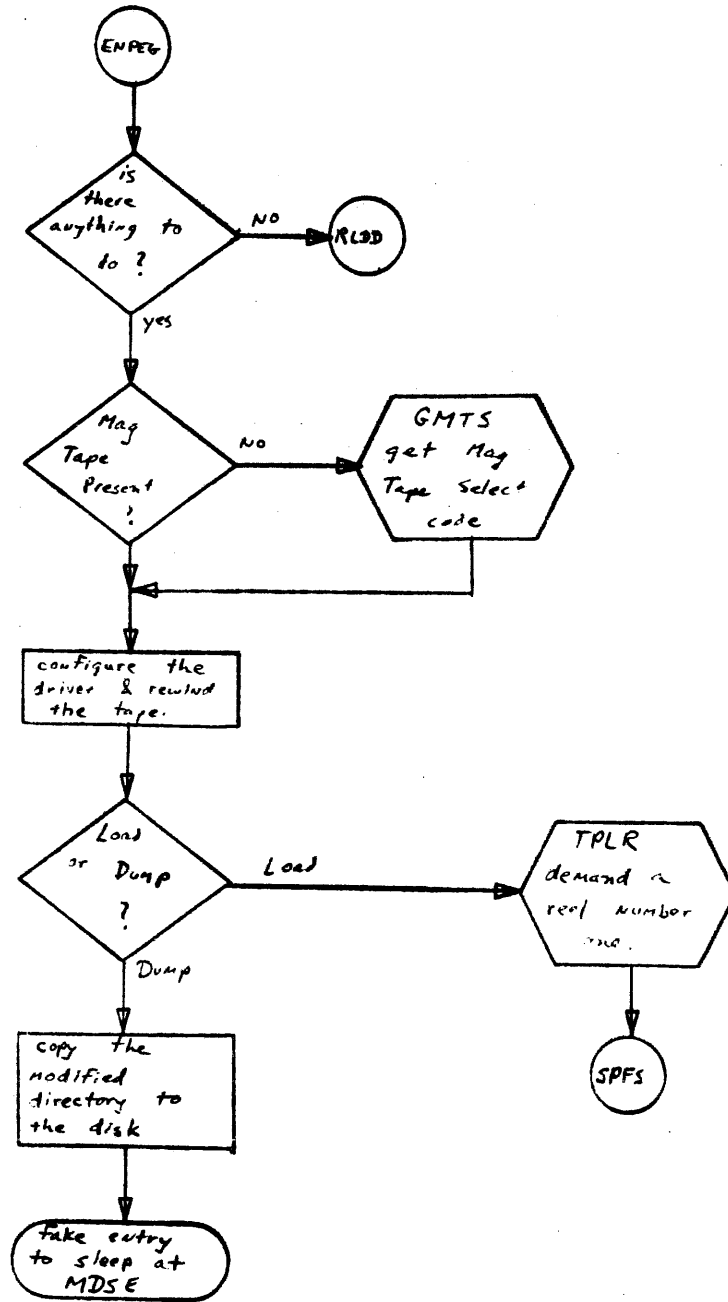 ENPEG
is
there
anything to
do ?
NO
RLDD
yes
Mag
Tape
Present
?
NO
GMTS
get Mag
Tape Select
code
configure the
driver & rewind
the tape.
Load
or Dump
?
Load
TPLR
demand a
reel number
one.
Dump
SPFS
copy the
modified
directory to
the disk
fake entry
to sleep at
MDSE